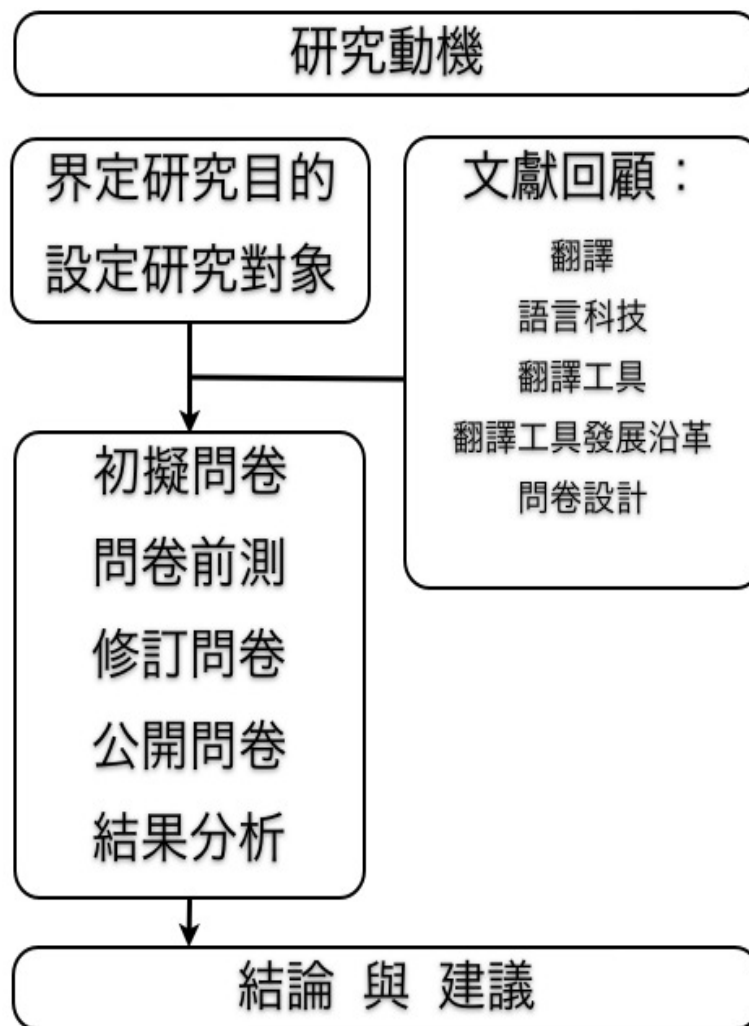 研究動機
界定研究目的
設定研究對象
文獻回顧：
翻譯
語言科技
翻譯工具
翻譯工具發展沿革
問卷設計
初擬問卷
問卷前測
修訂問卷
公開問卷
結果分析
結論 與 建議